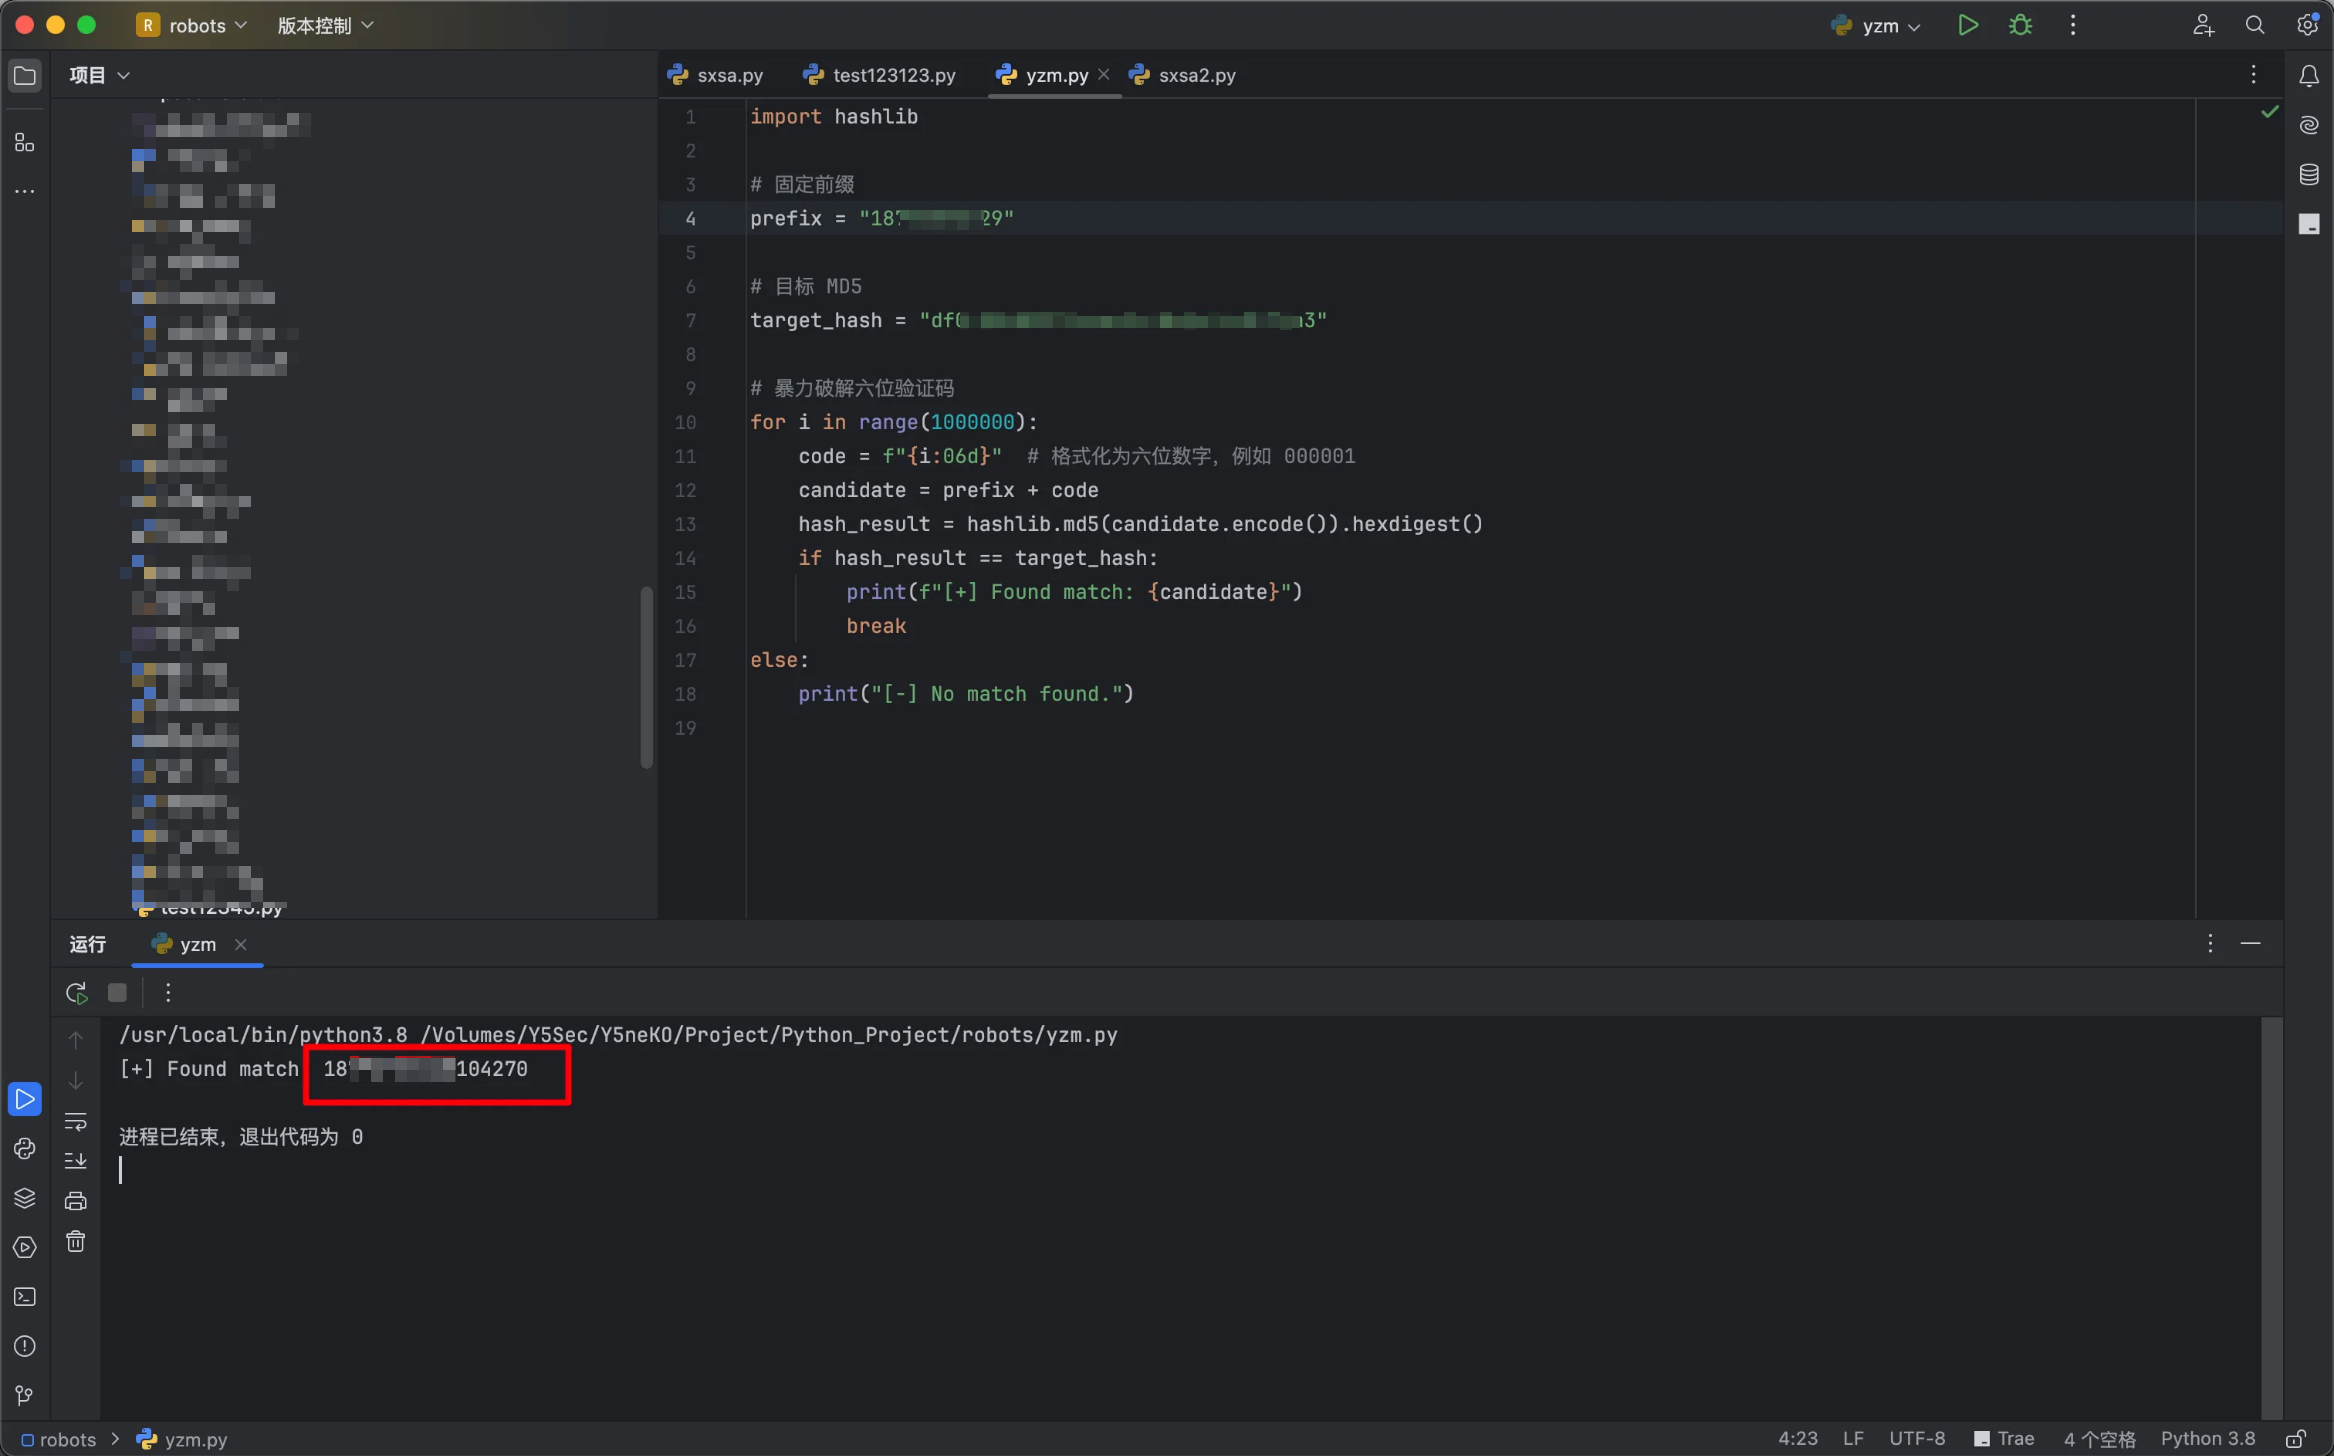 R robots 版本控制 yzm
项目
sxsa.py test123123.py yzm.py sxsa2.py
1 import hashlib
2
3 # 固定前缀
4 prefix = "18 29"
5
6 # 目标 MD5
7 target_hash = "df 3"
8
9 # 暴力破解六位验证码
10 for i in range(1000000):
11 code = f"{i:06d}" # 格式化为六位数字，例如 000001
12 candidate = prefix + code
13 hash_result = hashlib.md5(candidate.encode()).hexdigest()
14 if hash_result == target_hash:
15 print(f"[+] Found match: {candidate}")
16 break
17 else:
18 print("[-] No match found.")
19
test12345.py
运行 yzm
/usr/local/bin/python3.8 /Volumes/Y5Sec/Y5neKO/Project/Python_Project/robots/yzm.py
[+] Found match 18 104270
进程已结束，退出代码为 0
robots > yzm.py 4:23 LF UTF-8 Trae 4 个空格 Python 3.8